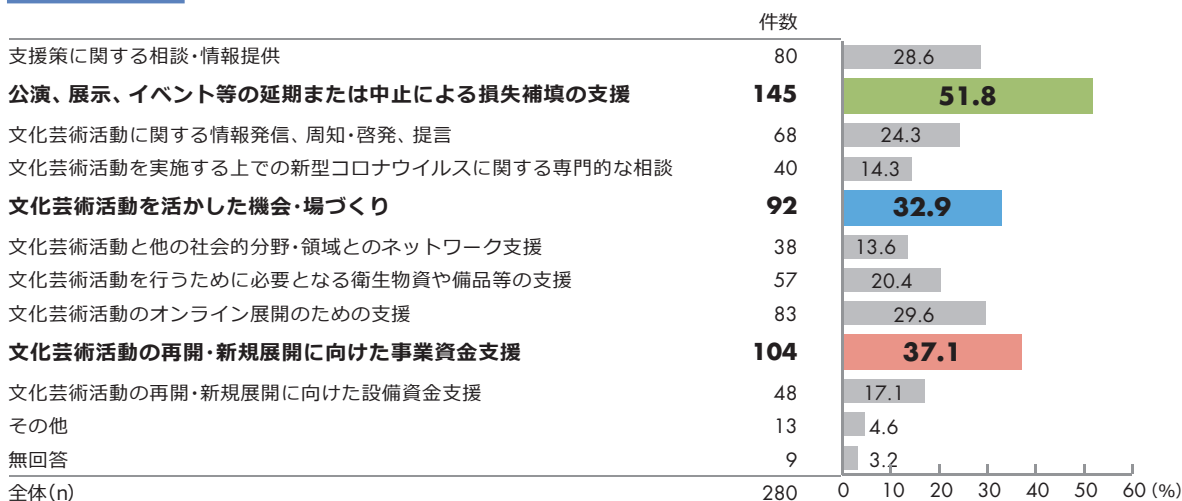 件数
支援策に関する相談・情報提供 80 28.6
公演、展示、イベント等の延期または中止による損失補填の支援 145 51.8
文化芸術活動に関する情報発信、周知・啓発、提言 68 24.3
文化芸術活動を実施する上での新型コロナウイルスに関する専門的な相談 40 14.3
文化芸術活動を活かした機会・場づくり 92 32.9
文化芸術活動と他の社会的分野・領域とのネットワーク支援 38 13.6
文化芸術活動を行うために必要となる衛生物資や備品等の支援 57 20.4
文化芸術活動のオンライン展開のための支援 83 29.6
文化芸術活動の再開・新規展開に向けた事業資金支援 104 37.1
文化芸術活動の再開・新規展開に向けた設備資金支援 48 17.1
その他 13 4.6
無回答 9 3.2
全体(n) 280 0 10 20 30 40 50 60 (%)